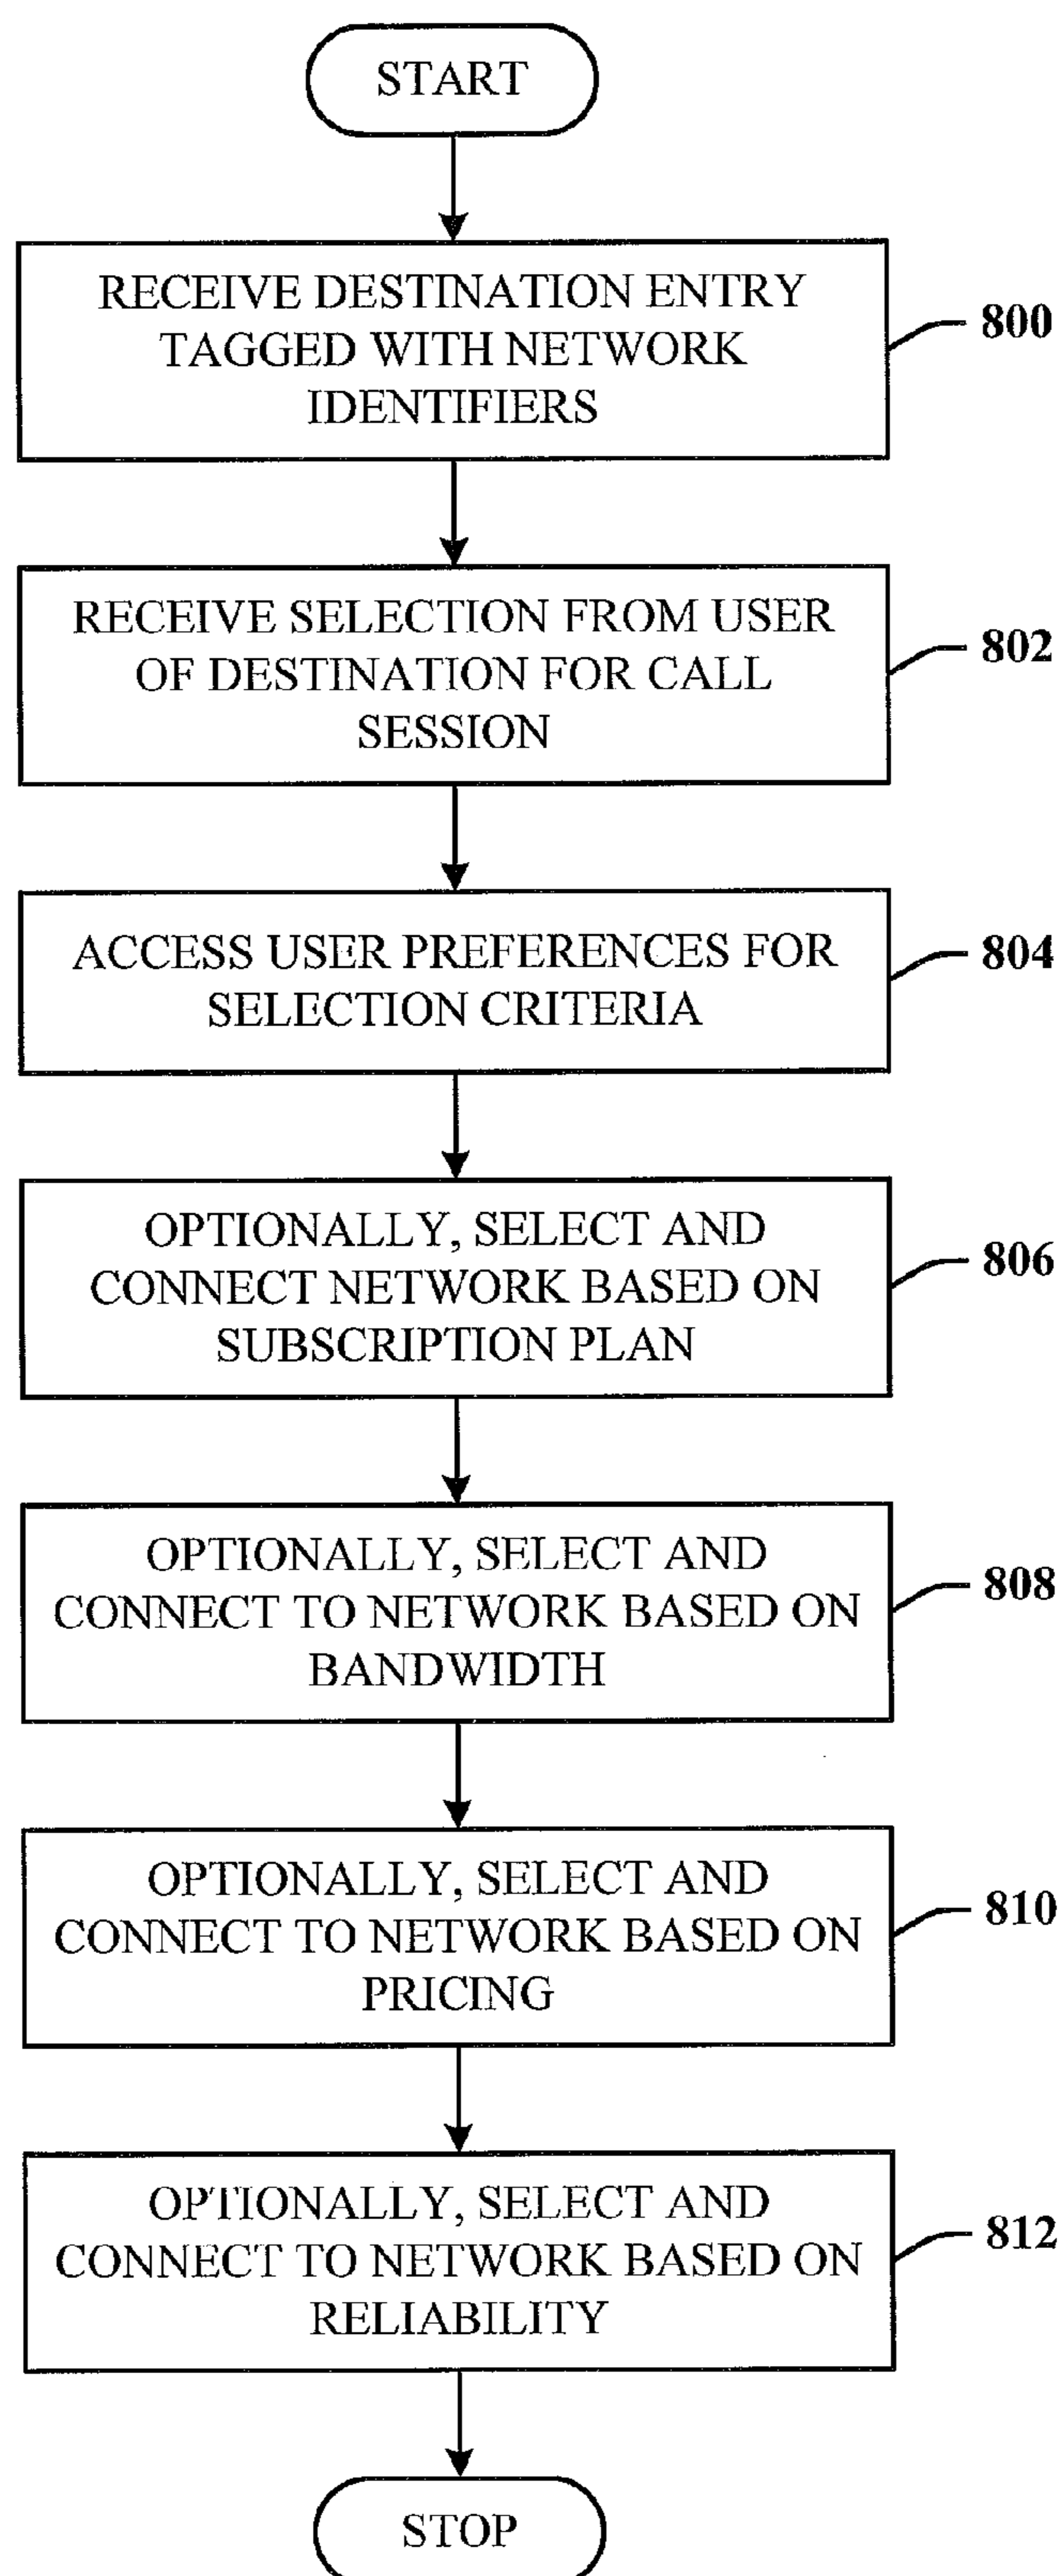 START
RECEIVE DESTINATION ENTRY
TAGGED WITH NETWORK
IDENTIFIERS
800
RECEIVE SELECTION FROM USER
OF DESTINATION FOR CALL
SESSION
802
ACCESS USER PREFERENCES FOR
SELECTION CRITERIA
804
OPTIONALLY, SELECT AND
CONNECT NETWORK BASED ON
SUBSCRIPTION PLAN
806
OPTIONALLY, SELECT AND
CONNECT TO NETWORK BASED ON
BANDWIDTH
808
OPTIONALLY, SELECT AND
CONNECT TO NETWORK BASED ON
PRICING
810
OPTIONALLY, SELECT AND
CONNECT TO NETWORK BASED ON
RELIABILITY
812
STOP